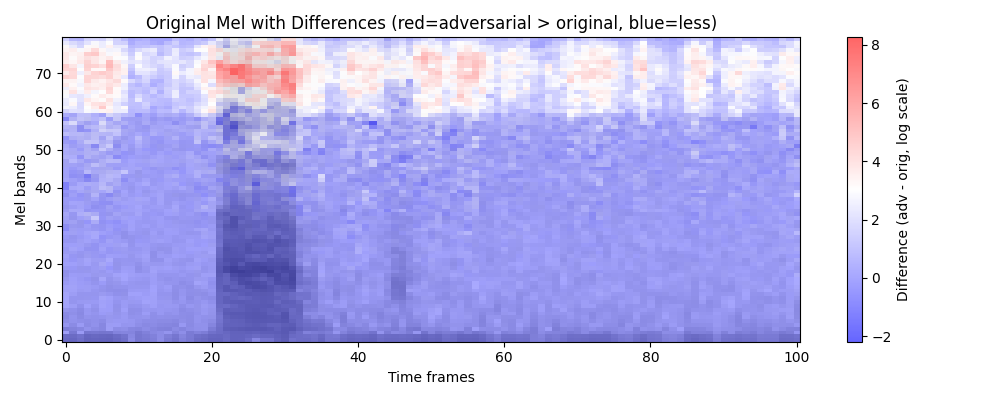 Original Mel with Differences (red=adversarial > original, blue=less)
Mel bands
70
60
50
40
30
20
10
0
0 20 40 60 80 100
Time frames
8
6
4
2
0
−2
Difference (adv - orig, log scale)